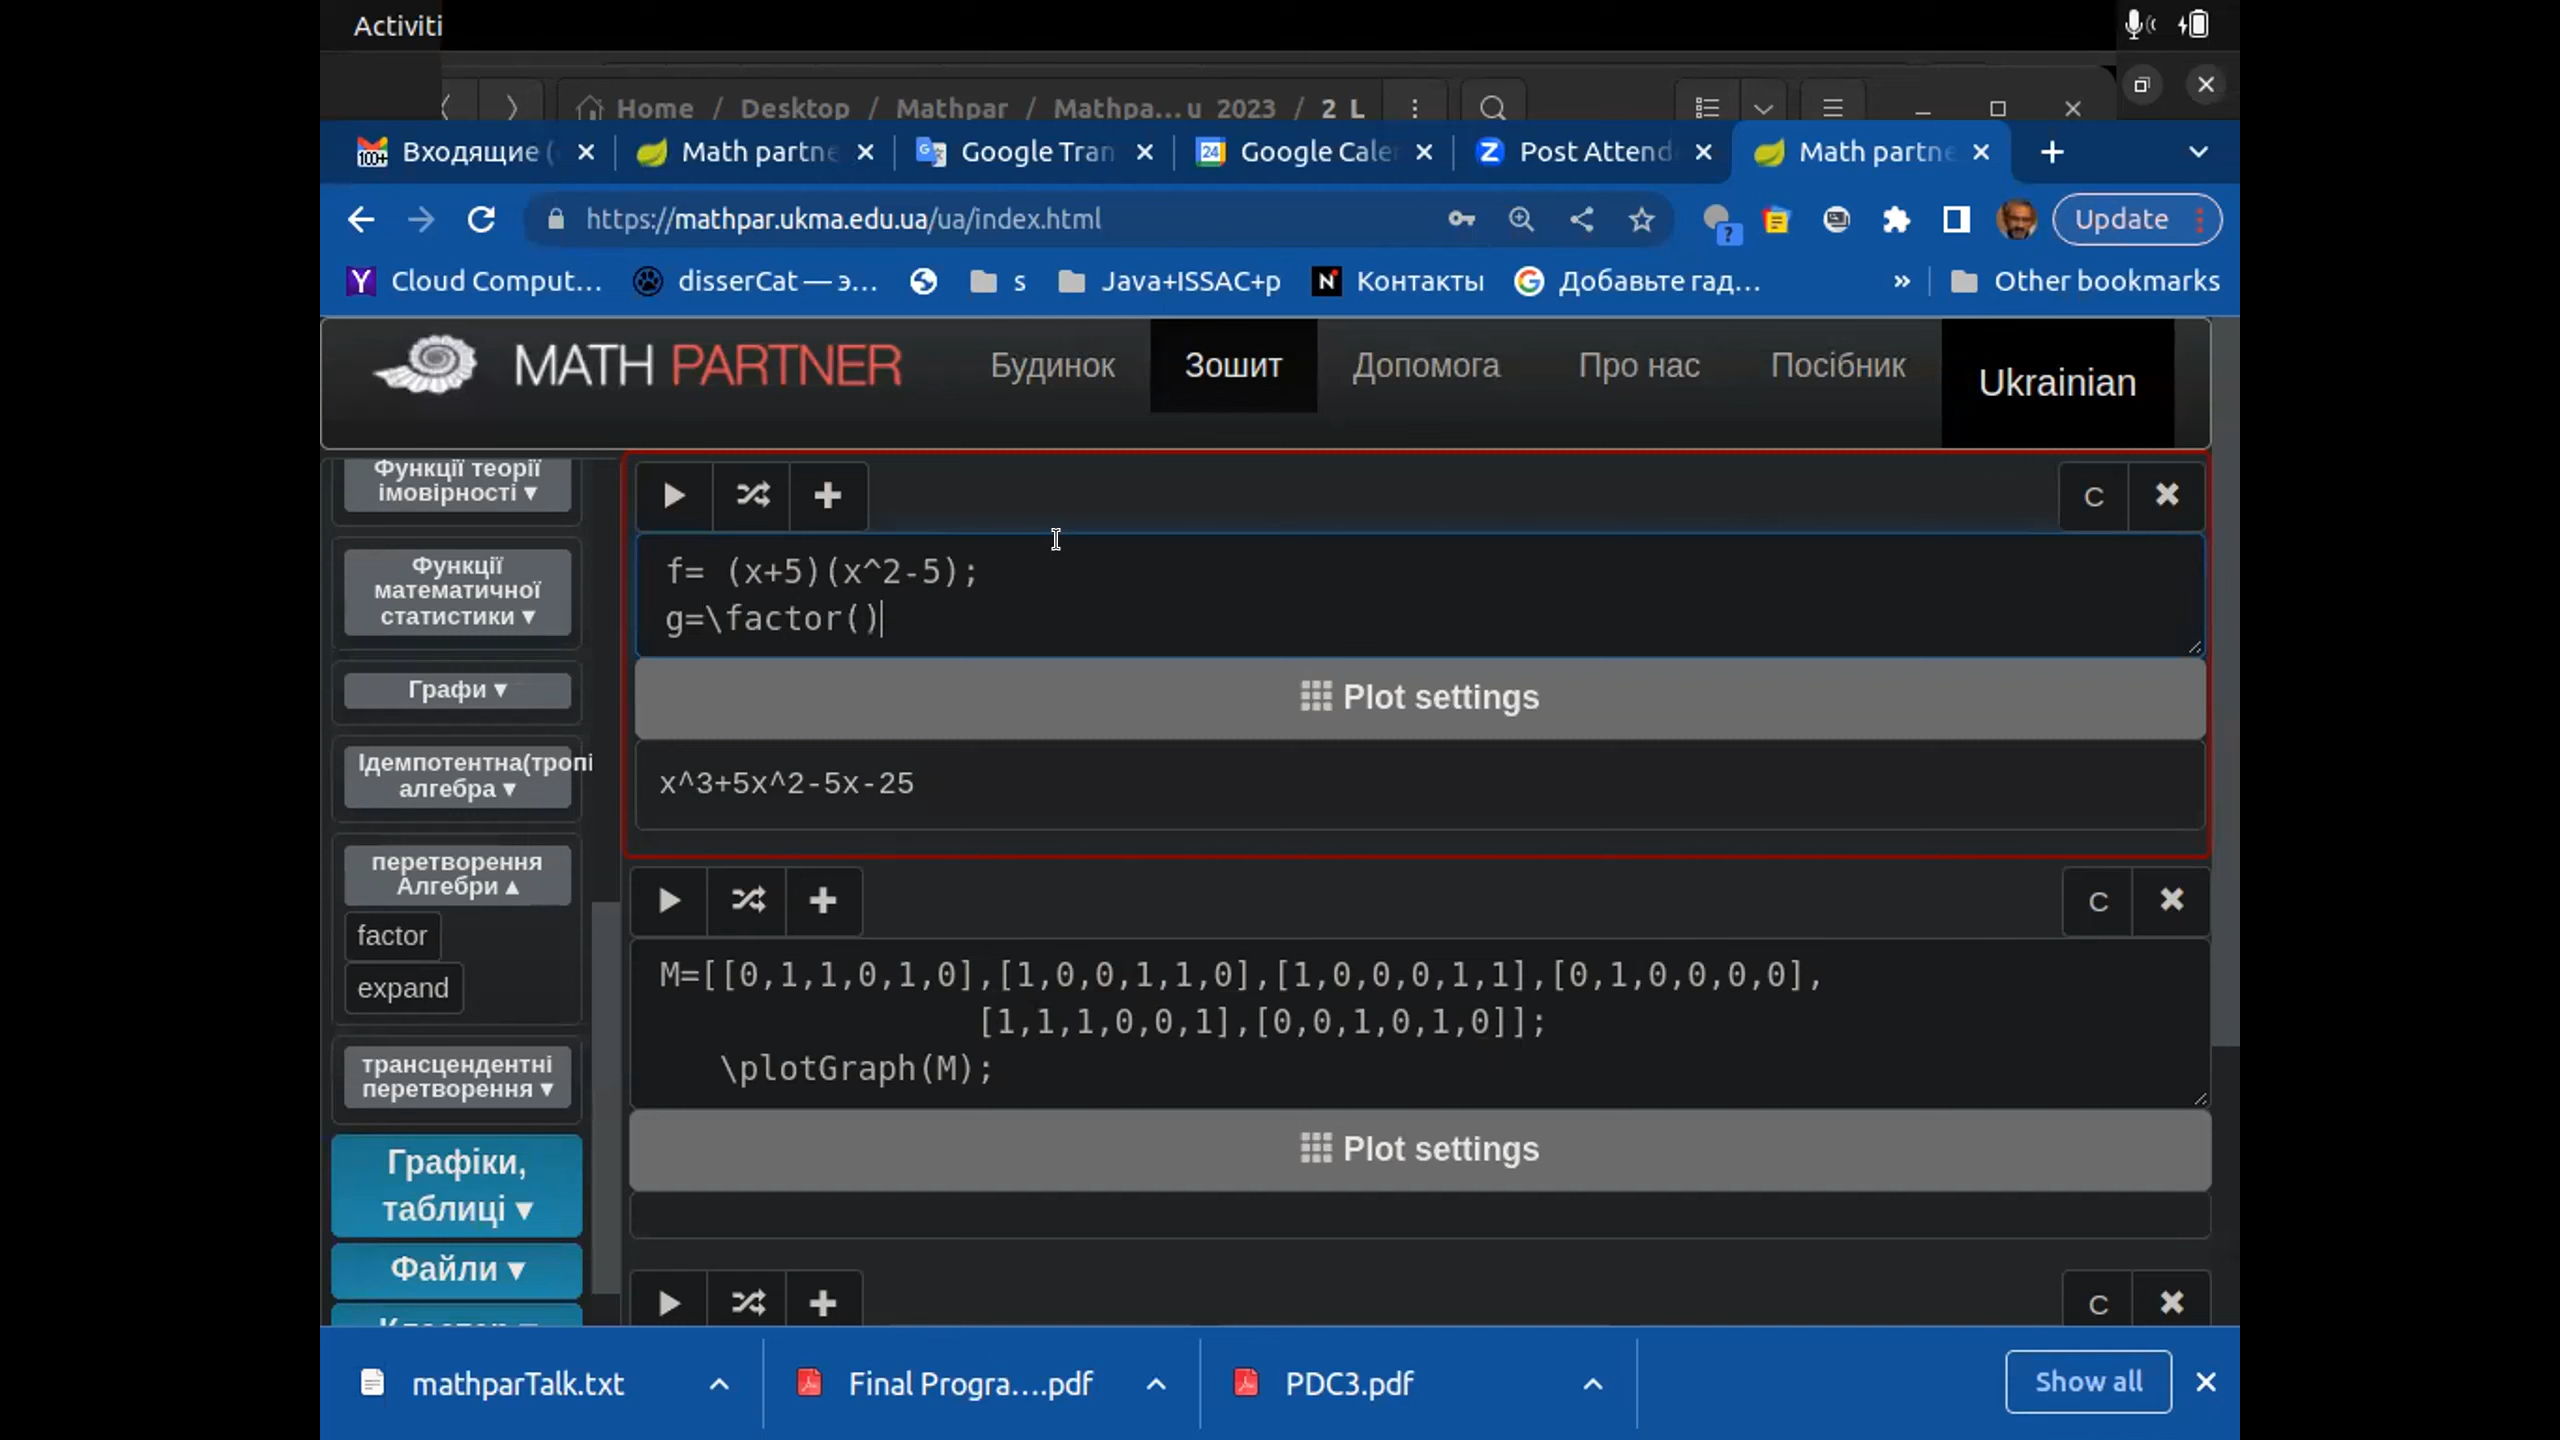 Activiti
Home / Desktop / Mathpar / Mathpa…u 2023 / 2 L
100+ Входящие ( Math partne Google Tran 24 Google Cale Z Post Attend Math partne
https://mathpar.ukma.edu.ua/ua/index.html ? Update
Y Cloud Comput… disserCat — э… s Java+ISSAC+p N Контакты G Добавьте гад… » Other bookmarks
MATH PARTNER Будинок Зошит Допомога Про нас Посібник Ukrainian
Функції теорії
імовірності ▾
Функції
математичної
статистики ▾
Графи ▾
Ідемпотентна(тропі
алгебра ▾
перетворення
Алгебри ▴
factor
expand
трансцендентні
перетворення ▾
Графіки,
таблиці ▾
Файли ▾
C
f= (x+5)(x^2-5);
g=\factor()
Plot settings
x^3+5x^2-5x-25
C
M=[[0,1,1,0,1,0],[1,0,0,1,1,0],[1,0,0,0,1,1],[0,1,0,0,0,0],
[1,1,1,0,0,1],[0,0,1,0,1,0]];
\plotGraph(M);
Plot settings
C
mathparTalk.txt Final Progra….pdf PDC3.pdf Show all